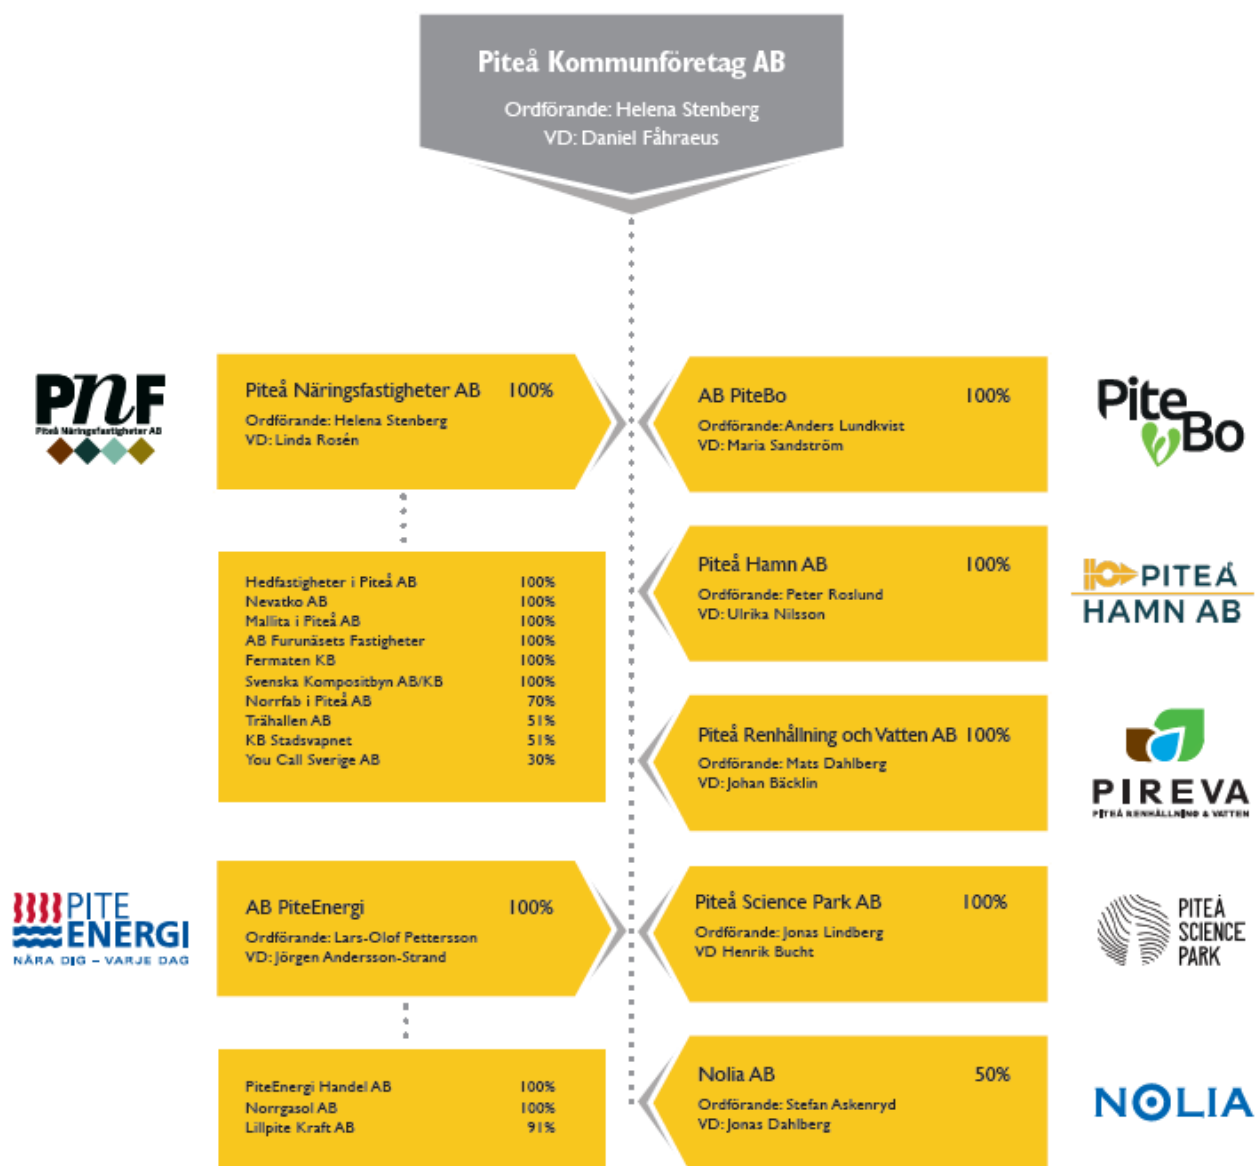 Piteå Kommunföretag AB
Ordförande: Helena Stenberg
VD: Daniel Fåhraeus
PnF
Piteå Näringsfastigheter AB
Piteå Näringsfastigheter AB 100%
Ordförande: Helena Stenberg
VD: Linda Rosén
Hedfastigheter i Piteå AB 100%
Nevatko AB 100%
Mallita i Piteå AB 100%
AB Furunäsets Fastigheter 100%
Fermaten KB 100%
Svenska Kompositbyn AB/KB 100%
Norrfab i Piteå AB 70%
Trähallen AB 51%
KB Stadsvapnet 51%
You Call Sverige AB 30%
PITE
ENERGI
NÄRA DIG – VARJE DAG
AB PiteEnergi 100%
Ordförande: Lars-Olof Pettersson
VD: Jörgen Andersson-Strand
PiteEnergi Handel AB 100%
Norrgasol AB 100%
Lillpite Kraft AB 91%
AB PiteBo 100%
Ordförande: Anders Lundkvist
VD: Maria Sandström
Pite
Bo
Piteå Hamn AB 100%
Ordförande: Peter Roslund
VD: Ulrika Nilsson
PITEÅ
HAMN AB
Piteå Renhållning och Vatten AB 100%
Ordförande: Mats Dahlberg
VD: Johan Bäcklin
PIREVA
PITEÅ RENHÅLLNING & VATTEN
Piteå Science Park AB 100%
Ordförande: Jonas Lindberg
VD Henrik Bucht
PITEÅ
SCIENCE
PARK
Nolia AB 50%
Ordförande: Stefan Askenryd
VD: Jonas Dahlberg
NOLIA